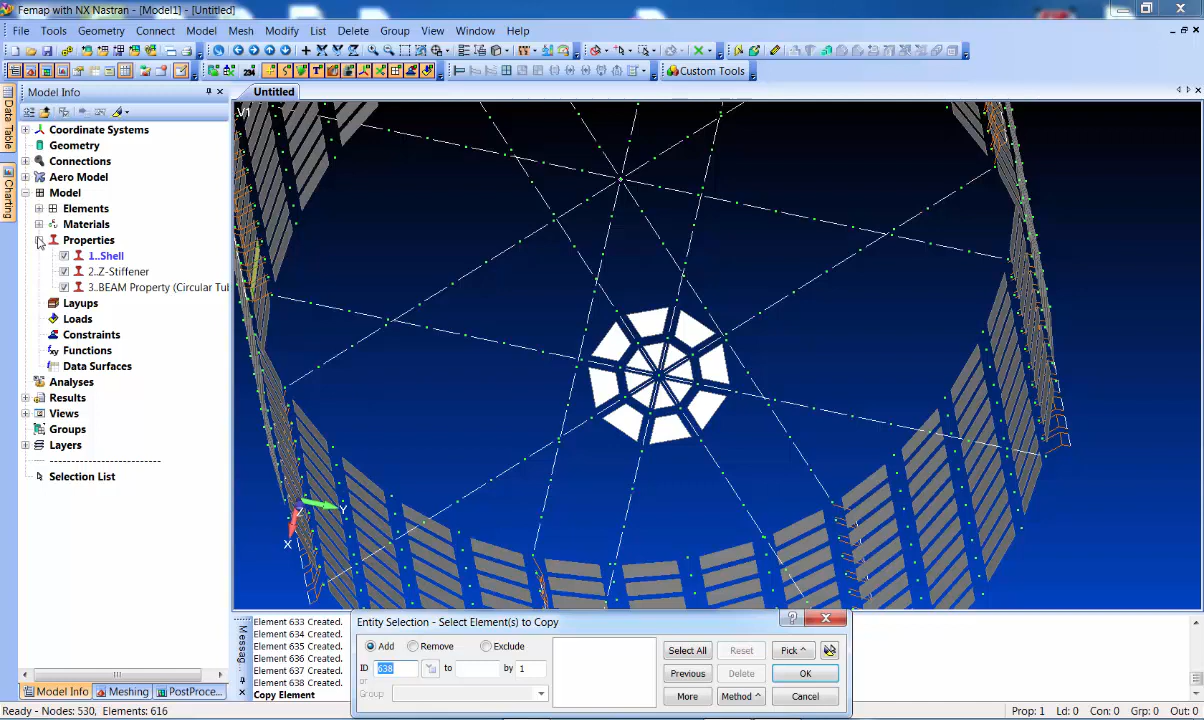 Femap with NX Nastran - [Model1] - [Untitled]
File Tools Geometry Connect Model Mesh Modify List Delete Group View Window Help
234 Custom Tools
Model Info
Untitled
Data Table
Charting
V1
Coordinate Systems
Geometry
Connections
Aero Model
Model
Elements
Materials
Properties
1..Shell
2..Z-Stiffener
3..BEAM Property (Circular Tul
Layups
Loads
Constraints
Functions
Data Surfaces
Analyses
Results
Views
Groups
Layers
Selection List
Z
Y
X
Messag
Element 633 Created.
Element 634 Created.
Element 635 Created.
Element 636 Created.
Element 637 Created.
Element 638 Created.
Copy Element
Entity Selection - Select Element(s) to Copy
Add Remove Exclude
Select All Reset Pick ^
ID 638 to by 1
or
Previous Delete OK
Group
More Method ^ Cancel
Model Info Meshing PostProce...
Ready - Nodes: 530, Elements: 616
Prop: 1 Ld: 0 Con: 0 Grp: 0 Out: 0